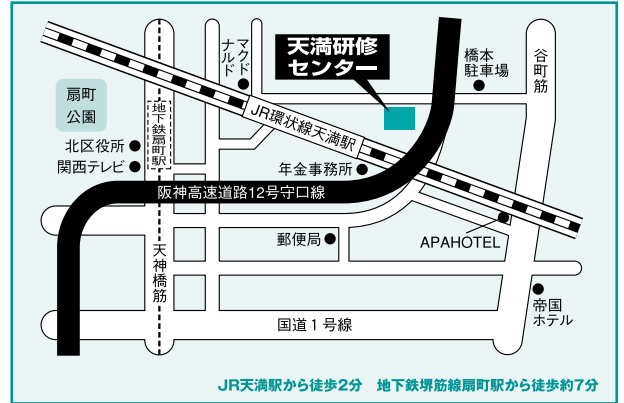 マクド
ナルド
天満研修
センター
橋本
駐車場
谷町筋
扇町
公園
地下鉄扇町駅
JR環状線天満駅
北区役所
関西テレビ
年金事務所
阪神高速道路12号守口線
天神橋筋
郵便局
APAHOTEL
帝国
ホテル
国道1号線
JR天満駅から徒歩2分 地下鉄堺筋線扇町駅から徒歩約7分